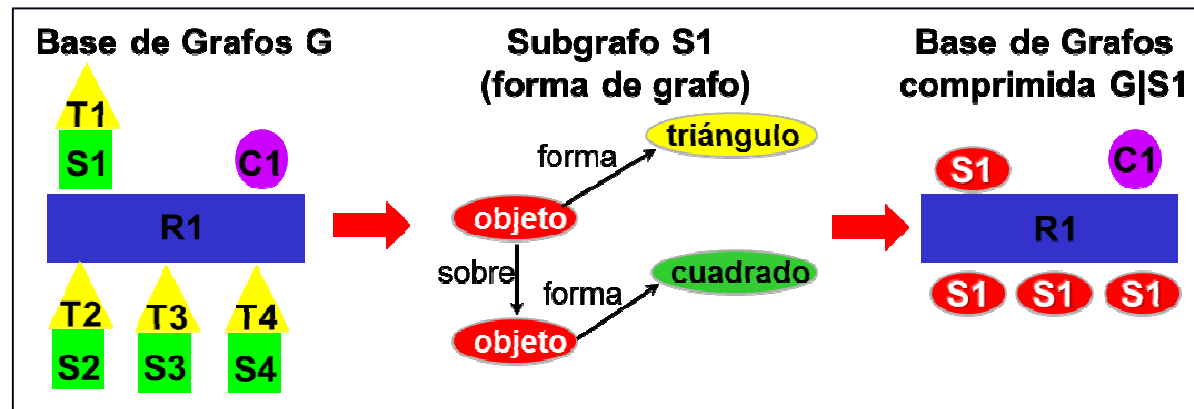 Base de Grafos G
T1
S1
C1
R1
T2
T3
T4
S2
S3
S4
Subgrafo S1
(forma de grafo)
triángulo
forma
objeto
sobre
forma
cuadrado
objeto
Base de Grafos
comprimida G|S1
S1
C1
R1
S1
S1
S1